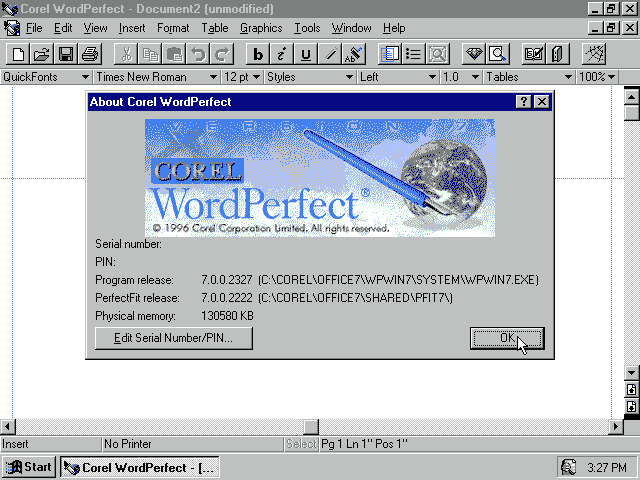 Corel WordPerfect - Document2 (unmodified)
File Edit View Insert Format Table Graphics Tools Window Help
b i U ABC
QuickFonts Times New Roman 12 pt Styles Left 1.0 Tables 100%
About Corel WordPerfect
VERSION 7
COREL
WordPerfect®
© 1996 Corel Corporation Limited. All rights reserved.
Serial number:
PIN:
Program release: 7.0.0.2327 (C:\COREL\OFFICE7\WPWIN7\SYSTEM\WPWIN7.EXE)
PerfectFit release: 7.0.0.2222 (C:\COREL\OFFICE7\SHARED\PFIT7\)
Physical memory: 130580 KB
Edit Serial Number/PIN... OK
Insert No Printer Select Pg 1 Ln 1" Pos 1"
Start Corel WordPerfect - [... 3:27 PM